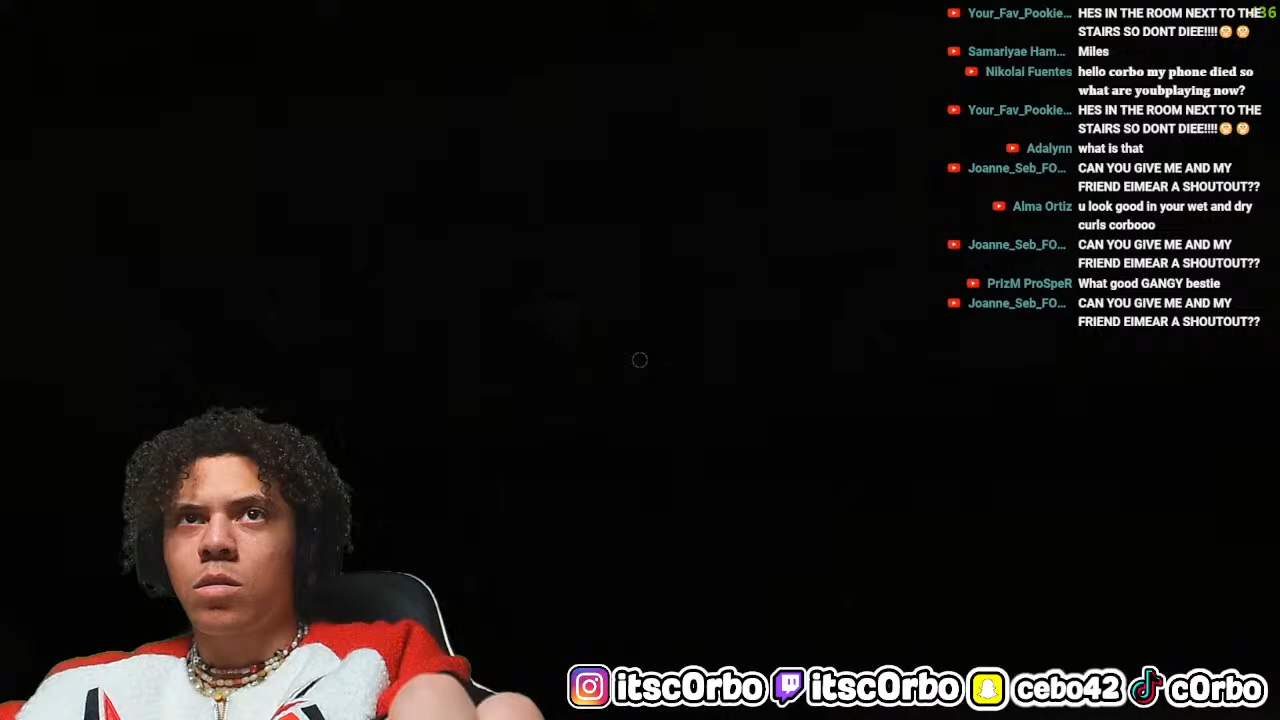 Your_Fav_Pookie... HES IN THE ROOM NEXT TO THE
STAIRS SO DONT DIEE!!!!
Samariyae Ham... Miles
Nikolai Fuentes hello corbo my phone died so
what are youbplaying now?
Your_Fav_Pookie... HES IN THE ROOM NEXT TO THE
STAIRS SO DONT DIEE!!!!
Adalynn what is that
Joanne_Seb_FO... CAN YOU GIVE ME AND MY
FRIEND EIMEAR A SHOUTOUT??
Alma Ortiz u look good in your wet and dry
curls corbooo
Joanne_Seb_FO... CAN YOU GIVE ME AND MY
FRIEND EIMEAR A SHOUTOUT??
PrizM ProSpeR What good GANGY bestie
Joanne_Seb_FO... CAN YOU GIVE ME AND MY
FRIEND EIMEAR A SHOUTOUT??
itsc0rbo itsc0rbo cebo42 c0rbo